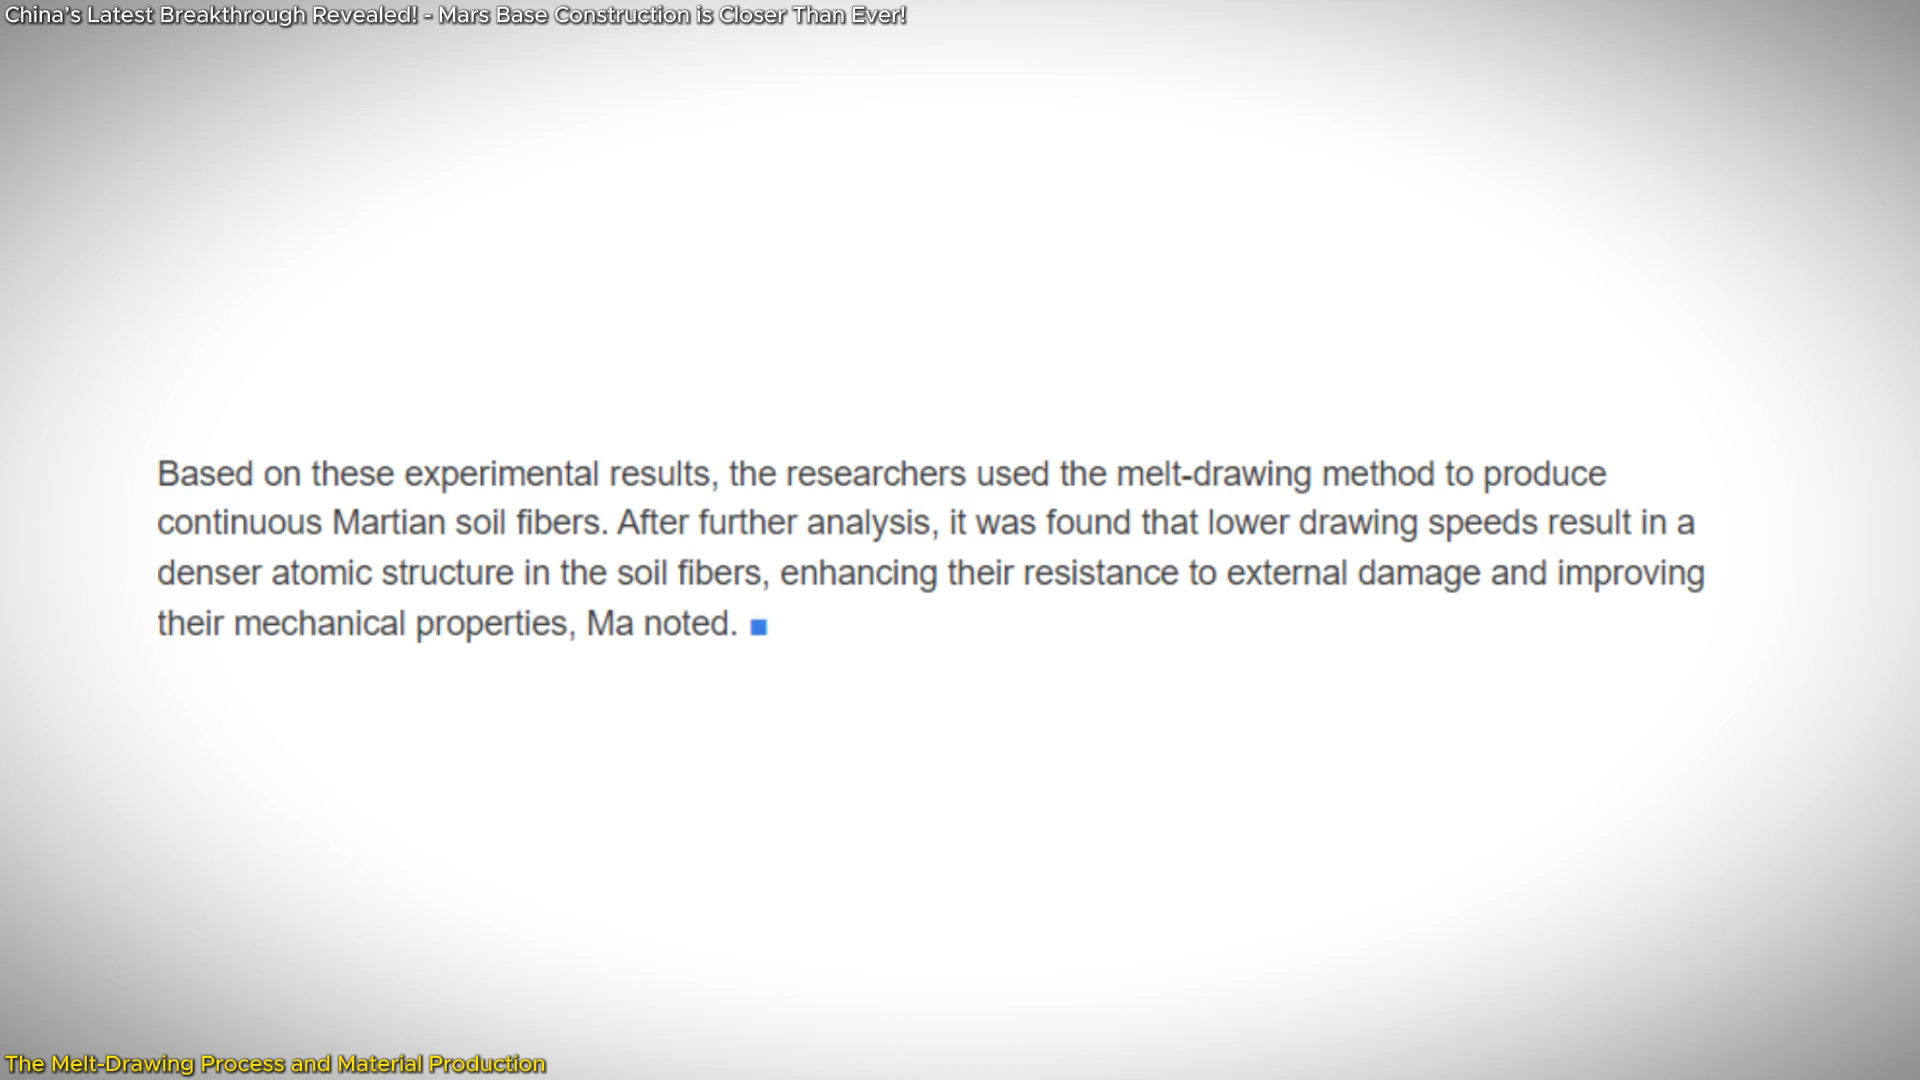 China’s Latest Breakthrough Revealed! - Mars Base Construction is Closer Than Ever!
Based on these experimental results, the researchers used the melt-drawing method to produce
continuous Martian soil fibers. After further analysis, it was found that lower drawing speeds result in a
denser atomic structure in the soil fibers, enhancing their resistance to external damage and improving
their mechanical properties, Ma noted. ■
The Melt-Drawing Process and Material Production